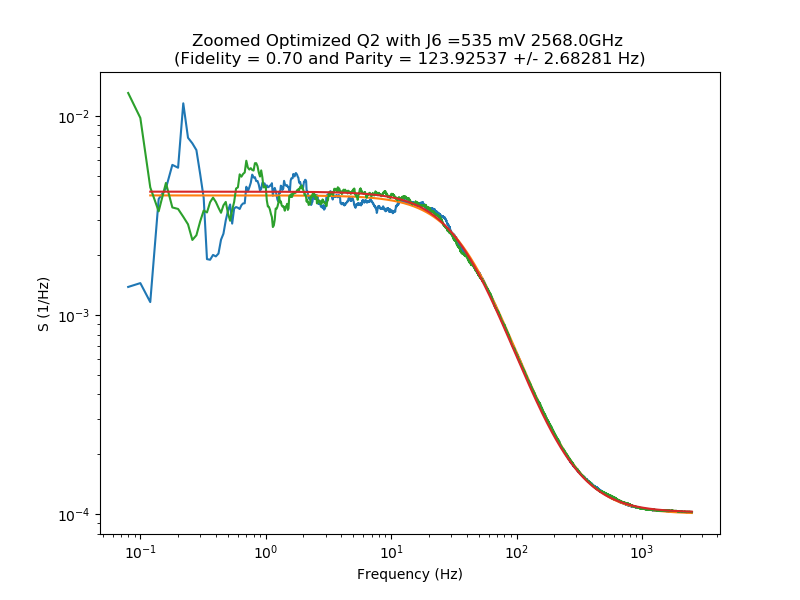 Zoomed Optimized Q2 with J6 =535 mV 2568.0GHz
(Fidelity = 0.70 and Parity = 123.92537 +/- 2.68281 Hz)
10⁻²
10⁻³
10⁻⁴
S (1/Hz)
10⁻¹ 10⁰ 10¹ 10² 10³
Frequency (Hz)